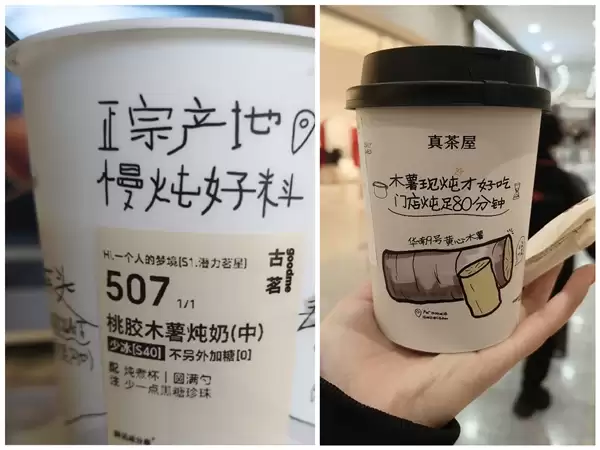 正宗产地
慢炖好料
Hi,一个人的梦境[S1.潜力茗星]
507 1/1
桃胶木薯炖奶(中)
少冰[S40] 不另外加糖[0]
配 炖煮杯 | 圆满勺
注 少一点黑糖珍珠
古茗
goodme
真茶屋
木薯现炖才好吃
门店炖足80分钟
华南9号黄心木薯